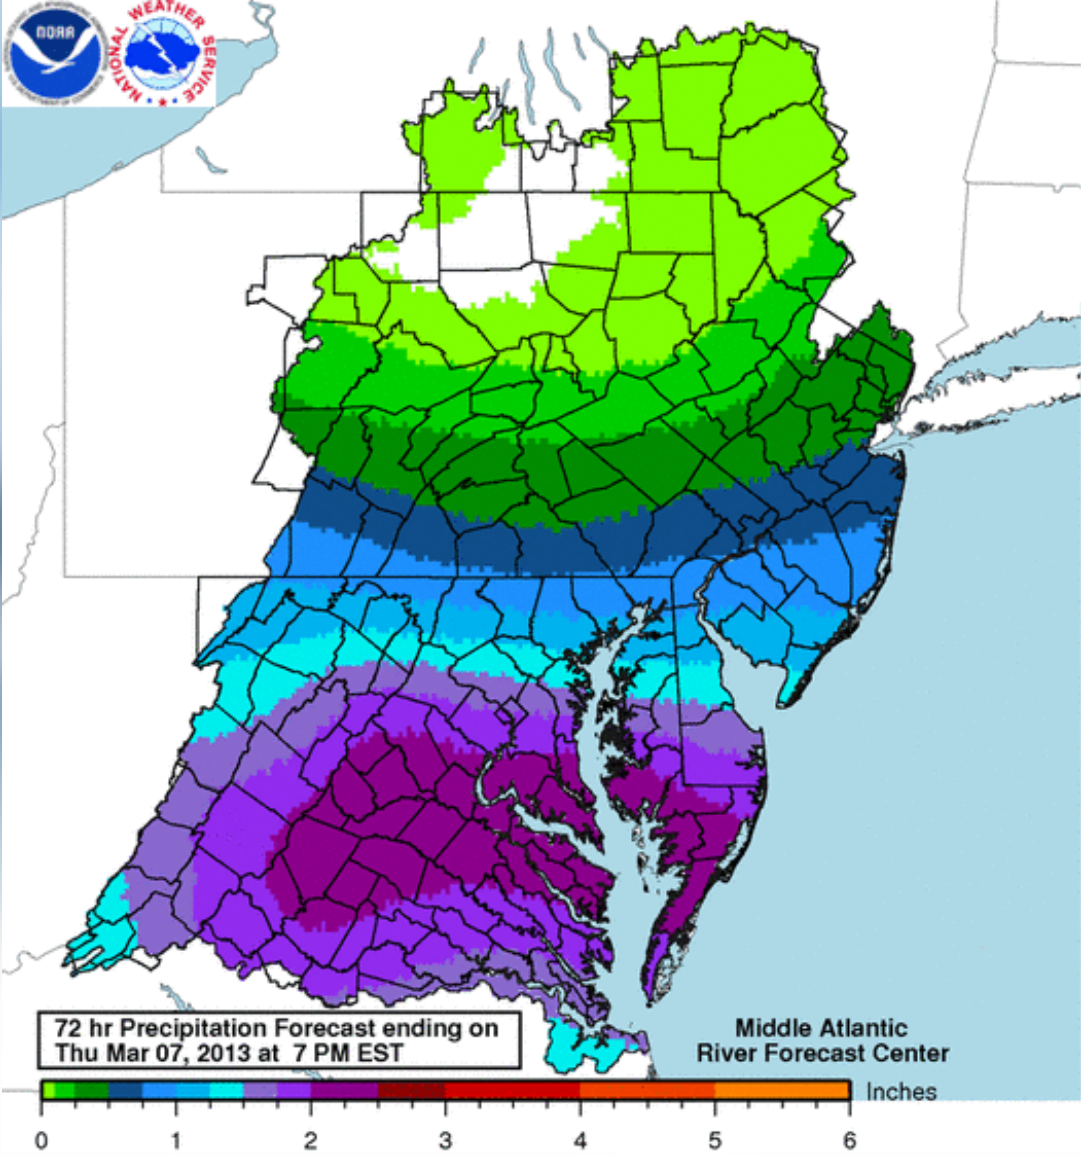 NOAA
NATIONAL WEATHER SERVICE
72 hr Precipitation Forecast ending on
Thu Mar 07, 2013 at 7 PM EST
Middle Atlantic
River Forecast Center
Inches
0 1 2 3 4 5 6